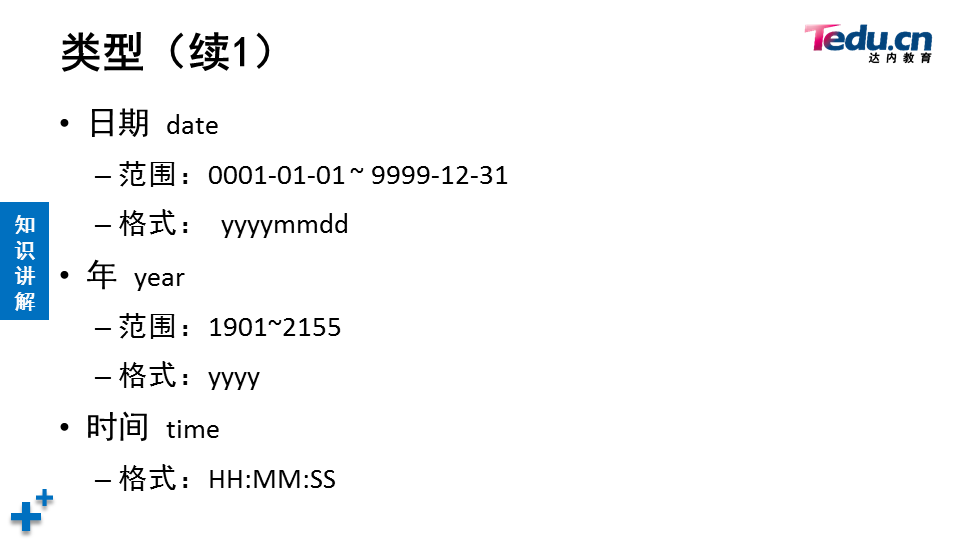 类型（续1）
Tedu.cn
达内教育
• 日期 date
– 范围：0001-01-01 ~ 9999-12-31
– 格式： yyyymmdd
知识讲解
• 年 year
– 范围：1901~2155
– 格式：yyyy
• 时间 time
– 格式：HH:MM:SS